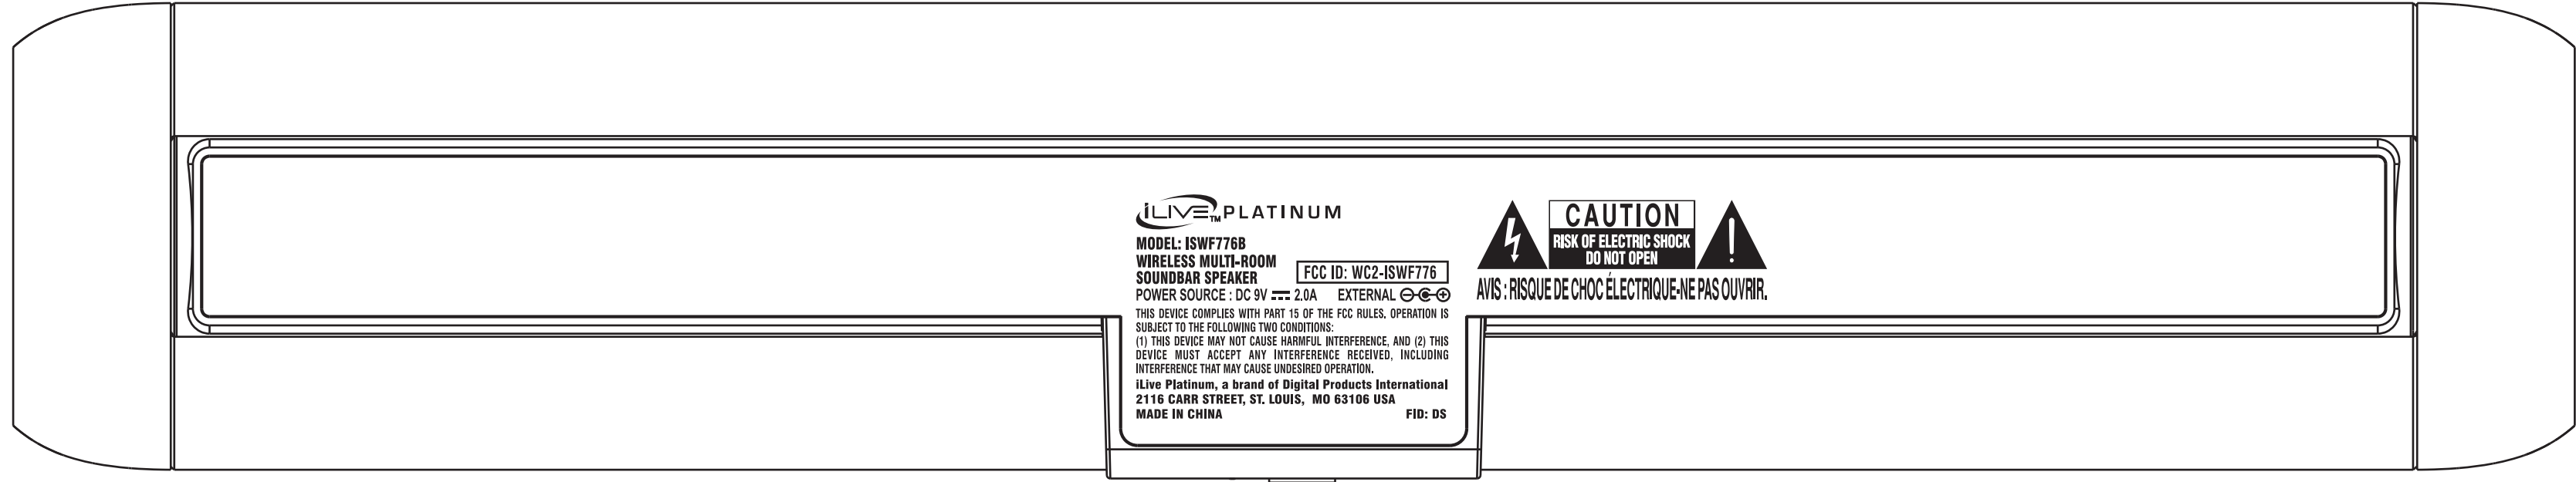 iLIVE™ PLATINUM
MODEL: ISWF776B
WIRELESS MULTI-ROOM
SOUNDBAR SPEAKER
FCC ID: WC2-ISWF776
POWER SOURCE : DC 9V 2.0A EXTERNAL
THIS DEVICE COMPLIES WITH PART 15 OF THE FCC RULES. OPERATION IS
SUBJECT TO THE FOLLOWING TWO CONDITIONS:
(1) THIS DEVICE MAY NOT CAUSE HARMFUL INTERFERENCE, AND (2) THIS
DEVICE MUST ACCEPT ANY INTERFERENCE RECEIVED, INCLUDING
INTERFERENCE THAT MAY CAUSE UNDESIRED OPERATION.
iLive Platinum, a brand of Digital Products International
2116 CARR STREET, ST. LOUIS, MO 63106 USA
MADE IN CHINA FID: DS
CAUTION
RISK OF ELECTRIC SHOCK
DO NOT OPEN
AVIS : RISQUE DE CHOC ÉLECTRIQUE-NE PAS OUVRIR.